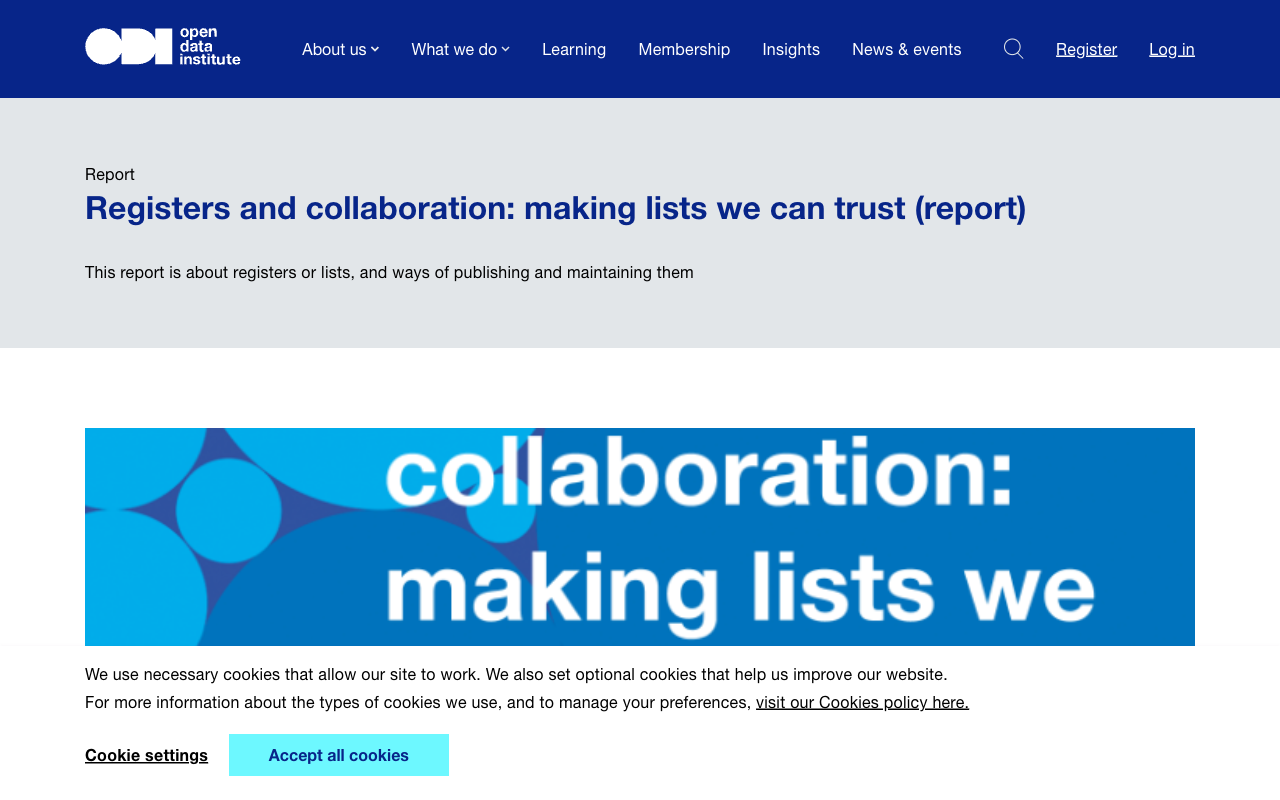 open
data
institute
About us
What we do
Learning
Membership
Insights
News & events
Register
Log in
Report
Registers and collaboration: making lists we can trust (report)
This report is about registers or lists, and ways of publishing and maintaining them
collaboration:
making lists we
We use necessary cookies that allow our site to work. We also set optional cookies that help us improve our website.
For more information about the types of cookies we use, and to manage your preferences, visit our Cookies policy here.
Cookie settings
Accept all cookies